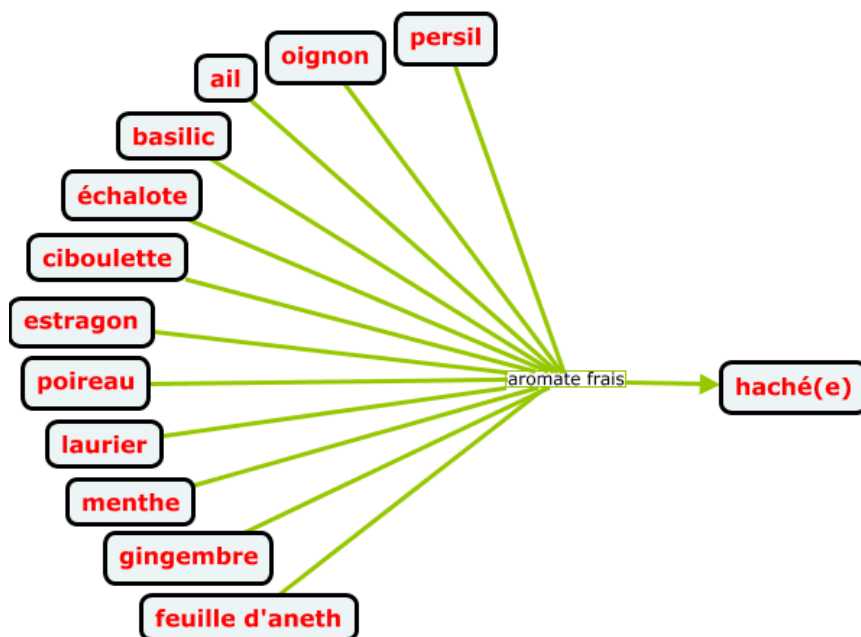 persil
oignon
ail
basilic
échalote
ciboulette
estragon
poireau
aromate frais
haché(e)
laurier
menthe
gingembre
feuille d'aneth